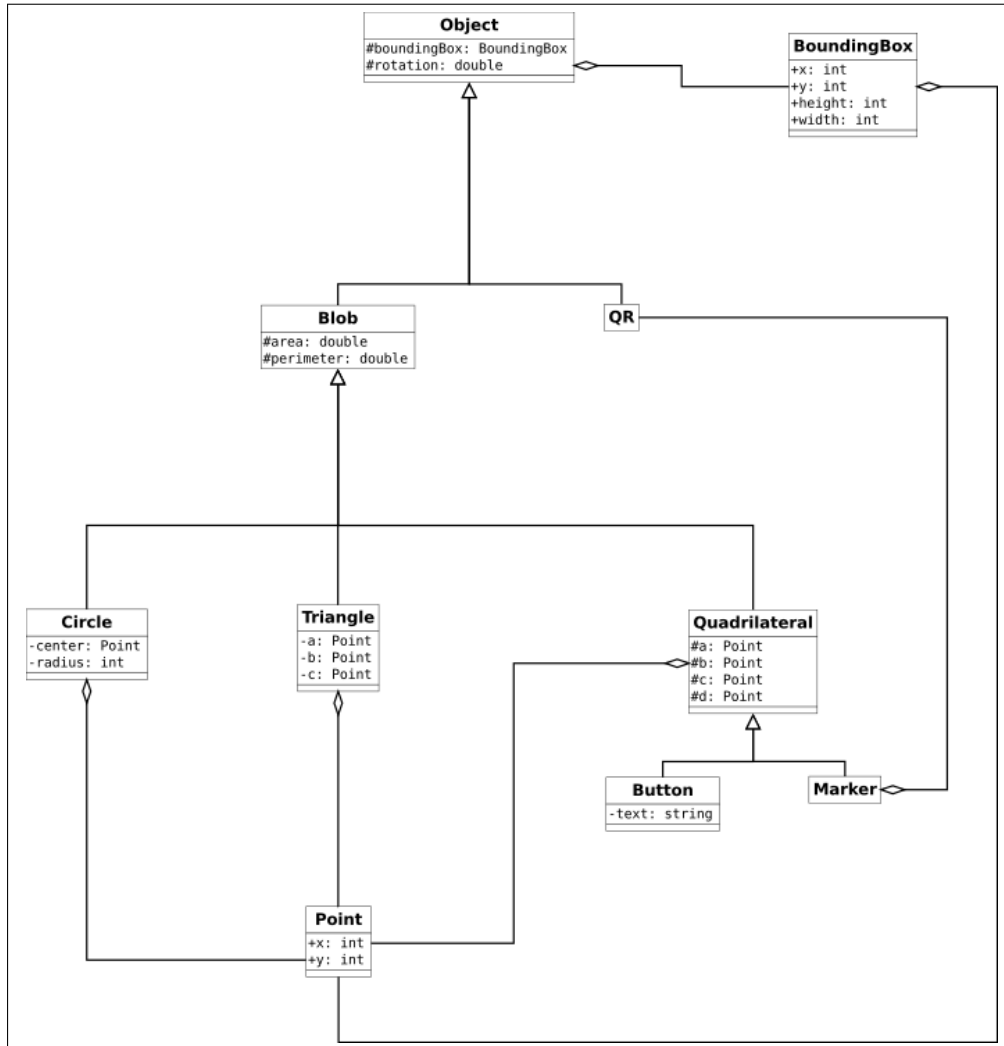 Object
#boundingBox: BoundingBox
#rotation: double
BoundingBox
+x: int
+y: int
+height: int
+width: int
Blob
#area: double
#perimeter: double
QR
Circle
-center: Point
-radius: int
Triangle
-a: Point
-b: Point
-c: Point
Quadrilateral
#a: Point
#b: Point
#c: Point
#d: Point
Button
-text: string
Marker
Point
+x: int
+y: int